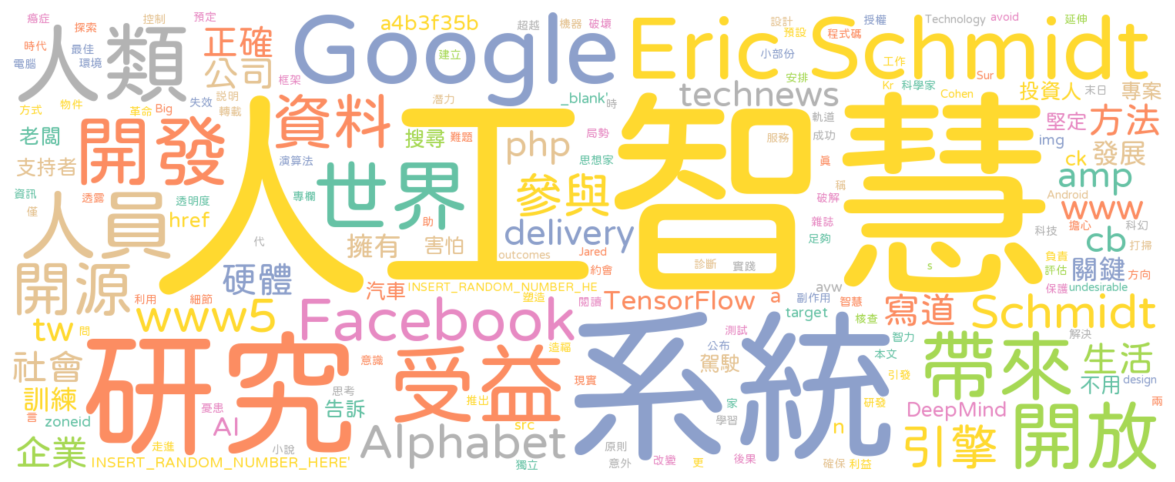 癌症
探索
控制
預定
a4b3f35b
超越
機器
破壞
設計
授權
Technology
avoid
延伸
人類
時代
最佳
電腦
環境
正確
公司
Google
建立
Eric Schmidt
預設
程式碼
小部份
工作
框架
technews
安排
Kr
科學家
Sur
Cohen
投資人
末日
專案
方式
物件
革命
Big
失效
說明
轉載
資料
潛力
_blank'
時
軌道
成功
堅定
方法
老闆
開發
演算法
搜尋
難題
php
局勢
服務
思想家
img
支持者
人工智慧
世界
專欄
參與
眞
破解
雜誌
足夠
ck
發展
amp
資訊
透露
透明度
僅
人員
href
助
稱
Android
www
擔心
科幻
代
擁有
害怕
delivery
outcomes
Jared
約會
診斷
實踐
科技
cb
打掃
開源
硬體
汽車
INSERT_RANDOM_NUMBER_HE
塑造
閱讀
TensorFlow
a
avw
副作用
智慧
s
負責
評估
關鍵
方向
保護
undesirable
利用
細節
tw
問
www5
Facebook
target
核查
寫道
Schmidt
社會
研究
意識
受益
造福
系統
測試
公布
駕駛
智力
本文
引發
帶來
解決
生活
訓練
言
憂患
思考
告訴
推出
現實
家
學習
研發
不用
design
兩
zoneid
AI
src
DeepMind
企業
走進
小說
INSERT_RANDOM_NUMBER_HERE'
Alphabet
獨立
原則
意外
改變
更
後果
n
確保
利益
引擎
開放